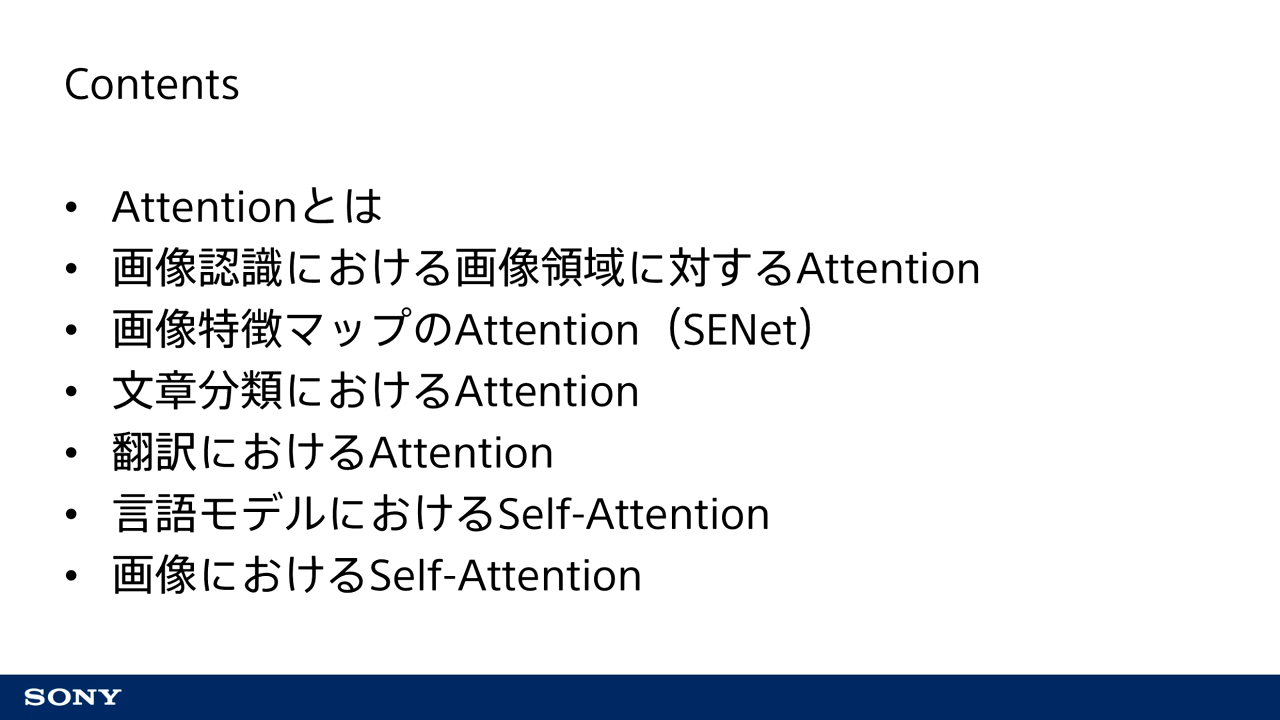 Contents
• Attentionとは
• 画像認識における画像領域に対するAttention
• 画像特徴マップのAttention（SENet）
• 文章分類におけるAttention
• 翻訳におけるAttention
• 言語モデルにおけるSelf-Attention
• 画像におけるSelf-Attention
SONY